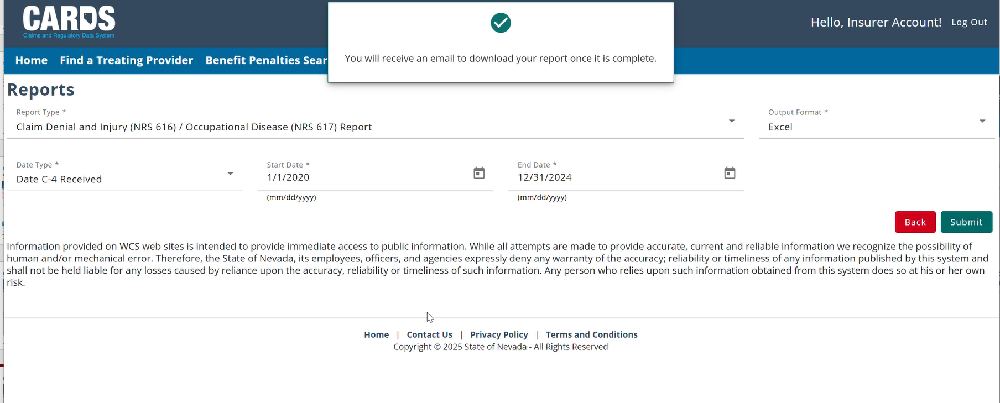 CARDS
Claims and Regulatory Data System
You will receive an email to download your report once it is complete.
Hello, Insurer Account!
Log Out
Home
Find a Treating Provider
Benefit Penalties Sear
Reports
Report Type *
Claim Denial and Injury (NRS 616) / Occupational Disease (NRS 617) Report
Output Format *
Excel
Date Type *
Date C-4 Received
Start Date *
1/1/2020
(mm/dd/yyyy)
End Date *
12/31/2024
(mm/dd/yyyy)
Back
Submit
Information provided on WCS web sites is intended to provide immediate access to public information. While all attempts are made to provide accurate, current and reliable information we recognize the possibility of
human and/or mechanical error. Therefore, the State of Nevada, its employees, officers, and agencies expressly deny any warranty of the accuracy; reliability or timeliness of any information published by this system and
shall not be held liable for any losses caused by reliance upon the accuracy, reliability or timeliness of such information. Any person who relies upon such information obtained from this system does so at his or her own
risk.
Home | Contact Us | Privacy Policy | Terms and Conditions
Copyright © 2025 State of Nevada - All Rights Reserved